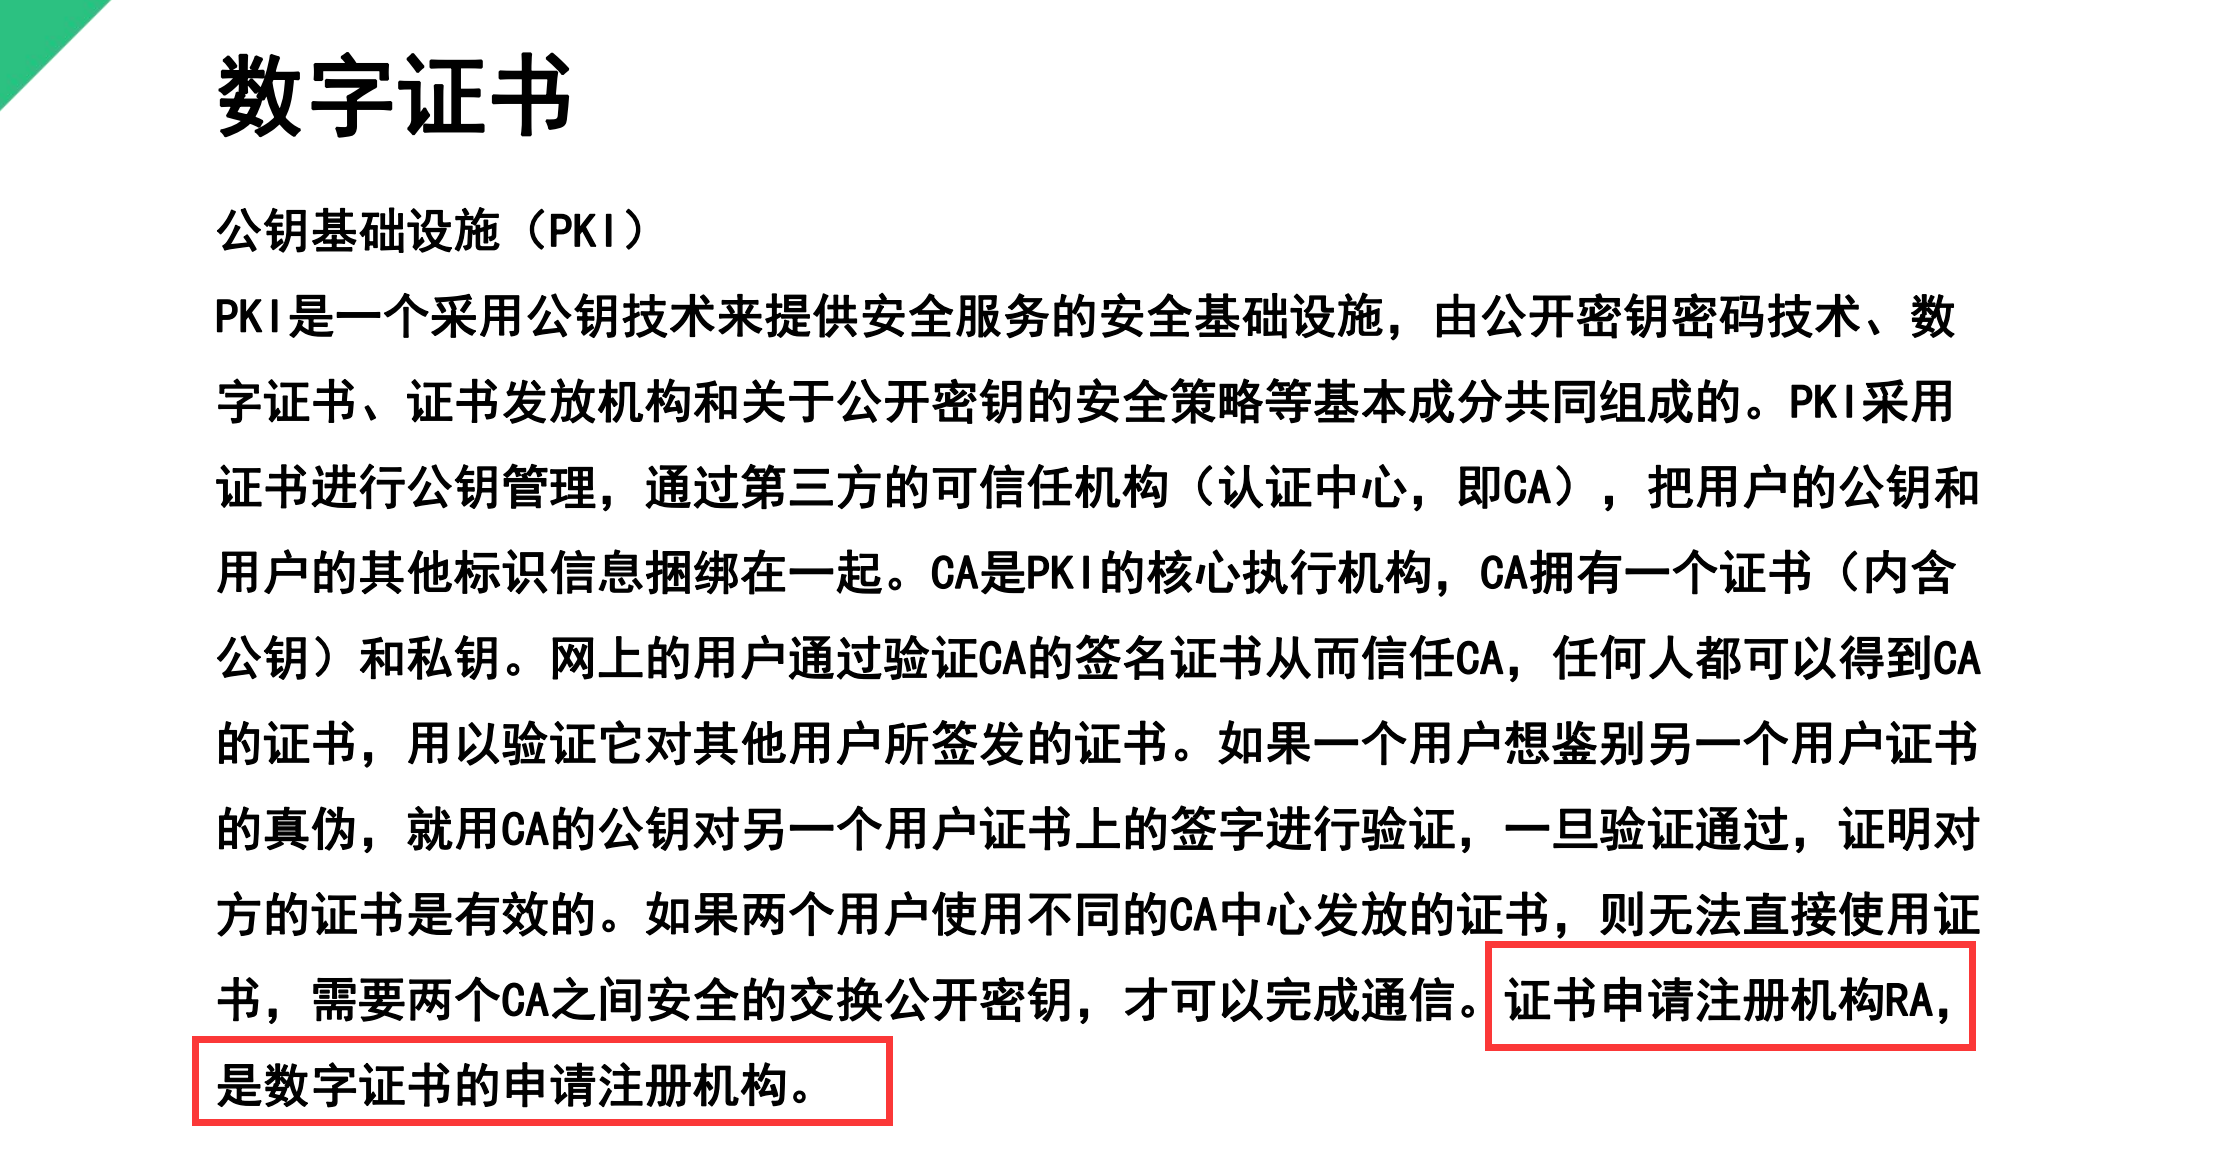 数字证书
公钥基础设施（PKI）
PKI是一个采用公钥技术来提供安全服务的安全基础设施，由公开密钥密码技术、数
字证书、证书发放机构和关于公开密钥的安全策略等基本成分共同组成的。PKI采用
证书进行公钥管理，通过第三方的可信任机构（认证中心，即CA），把用户的公钥和
用户的其他标识信息捆绑在一起。CA是PKI的核心执行机构，CA拥有一个证书（内含
公钥）和私钥。网上的用户通过验证CA的签名证书从而信任CA，任何人都可以得到CA
的证书，用以验证它对其他用户所签发的证书。如果一个用户想鉴别另一个用户证书
的真伪，就用CA的公钥对另一个用户证书上的签字进行验证，一旦验证通过，证明对
方的证书是有效的。如果两个用户使用不同的CA中心发放的证书，则无法直接使用证
书，需要两个CA之间安全的交换公开密钥，才可以完成通信。证书申请注册机构RA，
是数字证书的申请注册机构。